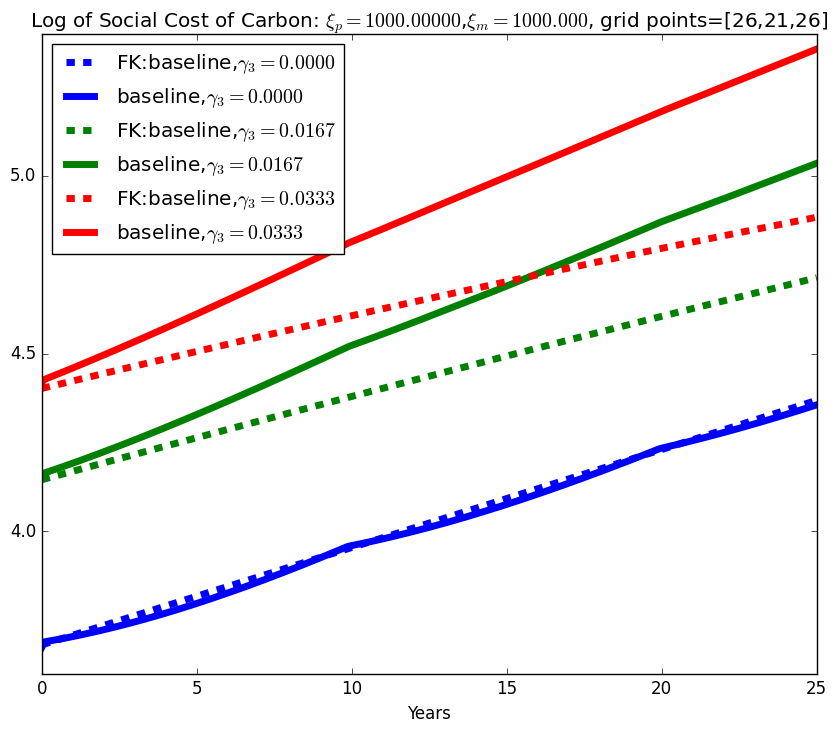 Log of Social Cost of Carbon: ξ_p = 1000.00000,ξ_m = 1000.000, grid points=[26,21,26]
FK:baseline,γ_3 = 0.0000
baseline,γ_3 = 0.0000
FK:baseline,γ_3 = 0.0167
baseline,γ_3 = 0.0167
FK:baseline,γ_3 = 0.0333
baseline,γ_3 = 0.0333
5.0
4.5
4.0
0 5 10 15 20 25
Years